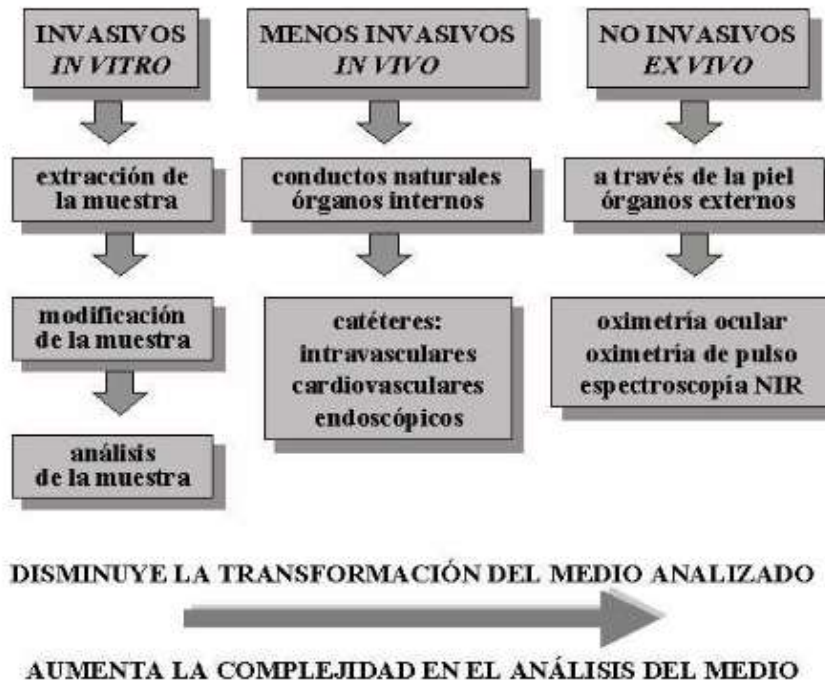 INVASIVOS
IN VITRO
extracción de
la muestra
modificación
de la muestra
análisis
de la muestra
MENOS INVASIVOS
IN VIVO
conductos naturales
órganos internos
catéteres:
intravasculares
cardiovasculares
endoscópicos
NO INVASIVOS
EX VIVO
a través de la piel
órganos externos
oximetría ocular
oximetría de pulso
espectroscopía NIR
DISMINUYE LA TRANSFORMACIÓN DEL MEDIO ANALIZADO
AUMENTA LA COMPLEJIDAD EN EL ANÁLISIS DEL MEDIO